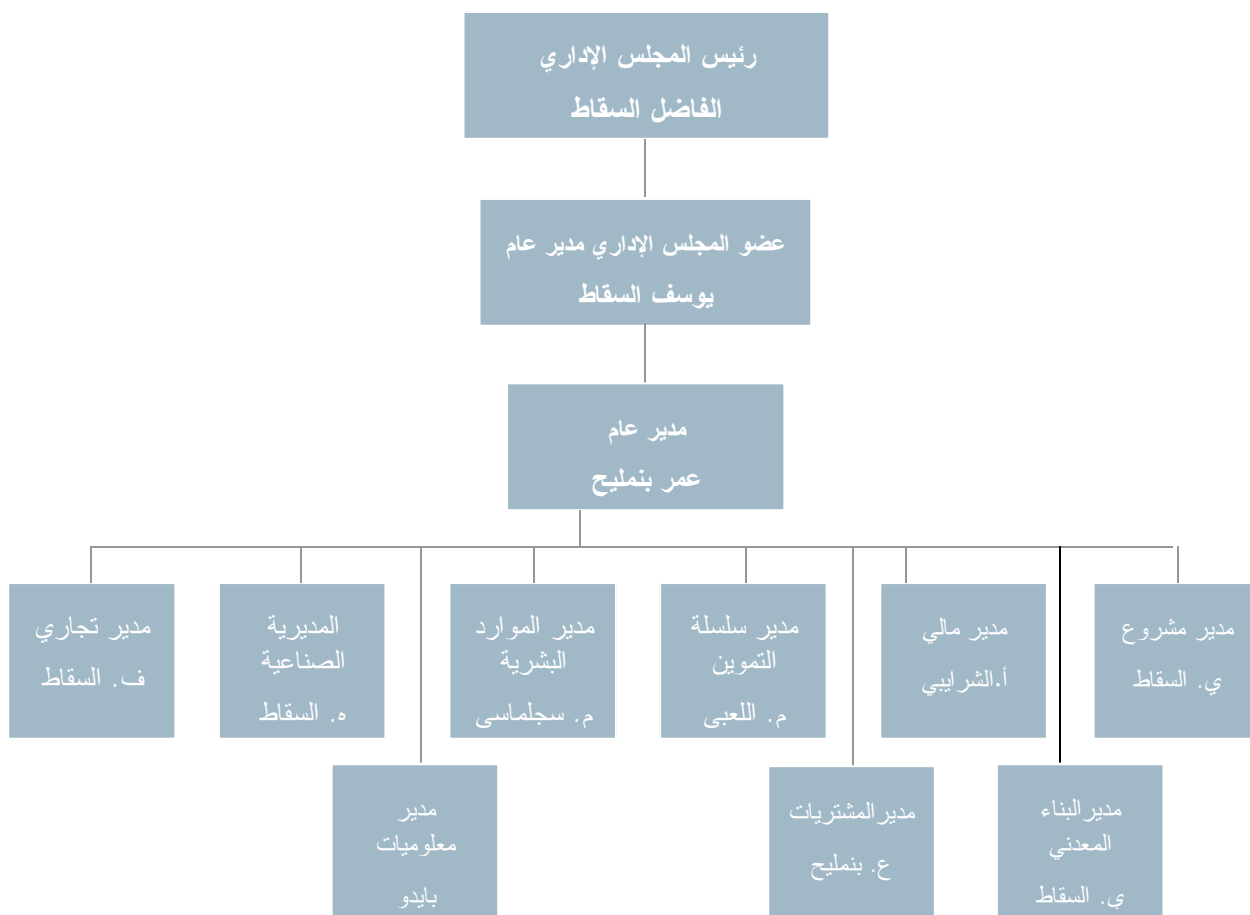 رئيس المجلس الإداري
الفاضل السقاط
عضو المجلس الإداري مدير عام
يوسف السقاط
مدير عام
عمر بنمليح
مدير مشروع
ي. السقاط
مدير مالي
أ.الشرايبي
مدير سلسلة
التموين
م. اللعبى
مدير الموارد
البشرية
م. سجلماسى
المديرية
الصناعية
ه. السقاط
مدير تجاري
ف. السقاط
مديرالبناء
المعدني
ي. السقاط
مديرالمشتريات
ع. بنمليح
مدير
معلوميات
بايدو